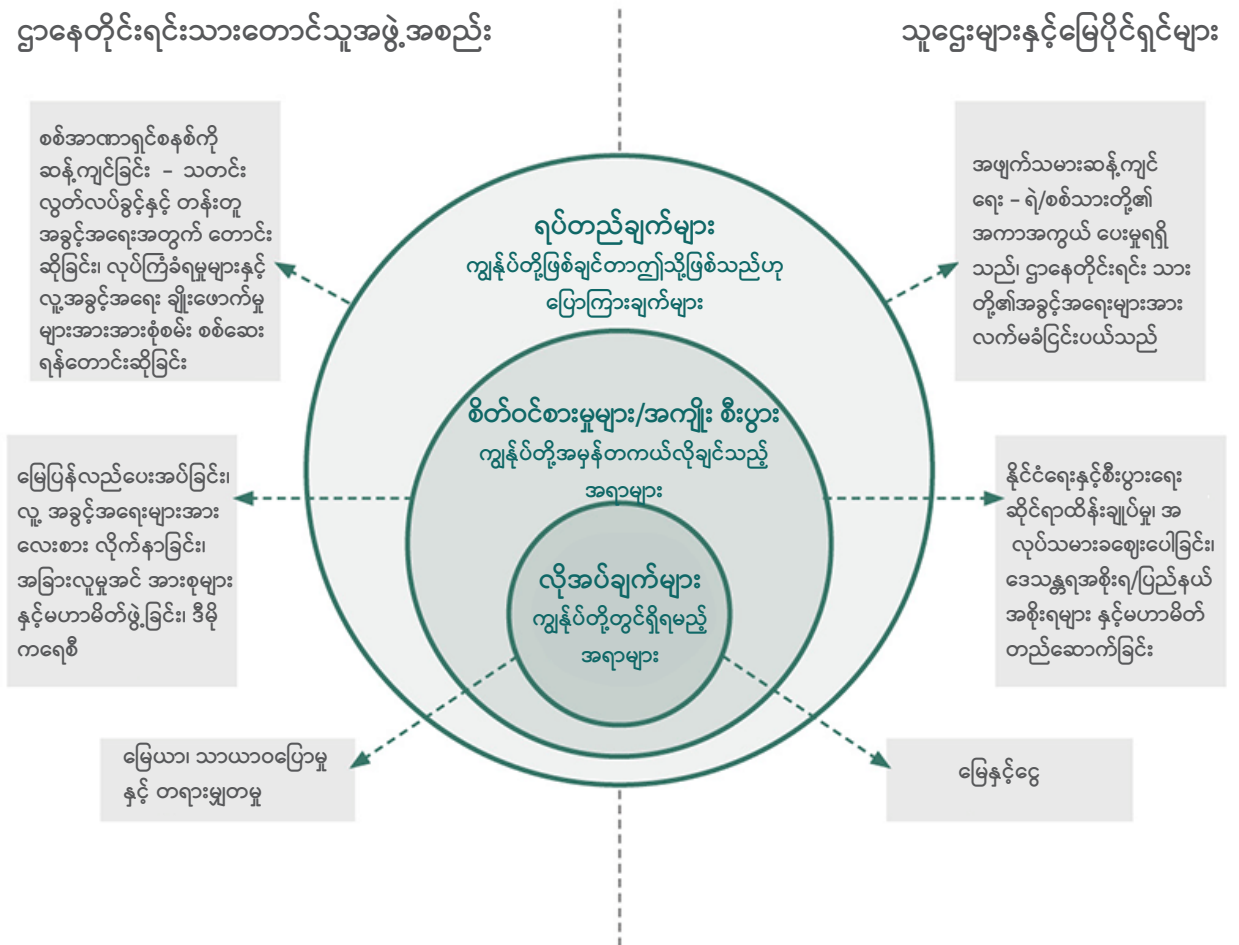 ဌာနေတိုင်းရင်းသားတောင်သူအဖွဲ့အစည်း
သူဌေးများနှင့်မြေပိုင်ရှင်များ
စစ်အာဏာရှင်စနစ်ကို
ဆန့်ကျင်ခြင်း – သတင်း
လွတ်လပ်ခွင့်နှင့် တန်းတူ
အခွင့်အရေးအတွက် တောင်း
ဆိုခြင်း၊ လုပ်ကြံခံရမှုများနှင့်
လူ့အခွင့်အရေး ချိုးဖောက်မှု
များအားအားစုံစမ်း စစ်ဆေး
ရန်တောင်းဆိုခြင်း
အဖျက်သမားဆန့်ကျင်
ရေး – ရဲ/စစ်သားတို့၏
အကာအကွယ် ပေးမှုရရှိ
သည်၊ ဌာနေတိုင်းရင်း သား
တို့၏အခွင့်အရေးများအား
လက်မခံငြင်းပယ်သည်
ရပ်တည်ချက်များ
ကျွန်ုပ်တို့ဖြစ်ချင်တာဤသို့ဖြစ်သည်ဟု
ပြောကြားချက်များ
စိတ်ဝင်စားမှုများ/အကျိုး စီးပွား
ကျွန်ုပ်တို့အမှန်တကယ်လိုချင်သည့်
အရာများ
မြေပြန်လည်ပေးအပ်ခြင်း၊
လူ့ အခွင့်အရေးများအား
လေးစား လိုက်နာခြင်း၊
အခြားလူမှုအင် အားစုများ
နှင့်မဟာမိတ်ဖွဲ့ခြင်း၊ ဒီမို
ကရေစီ
နိုင်ငံရေးနှင့်စီးပွားရေး
ဆိုင်ရာထိန်းချုပ်မှု၊ အ
လုပ်သမားခဈေးပေါခြင်း၊
ဒေသန္တရအစိုးရ/ပြည်နယ်
အစိုးရများ နှင့်မဟာမိတ်
တည်ဆောက်ခြင်း
လိုအပ်ချက်များ
ကျွန်ုပ်တို့တွင်ရှိရမည့်
အရာများ
မြေယာ၊ သာယာဝပြောမှု
နှင့် တရားမျှတမှု
မြေနှင့်ငွေ